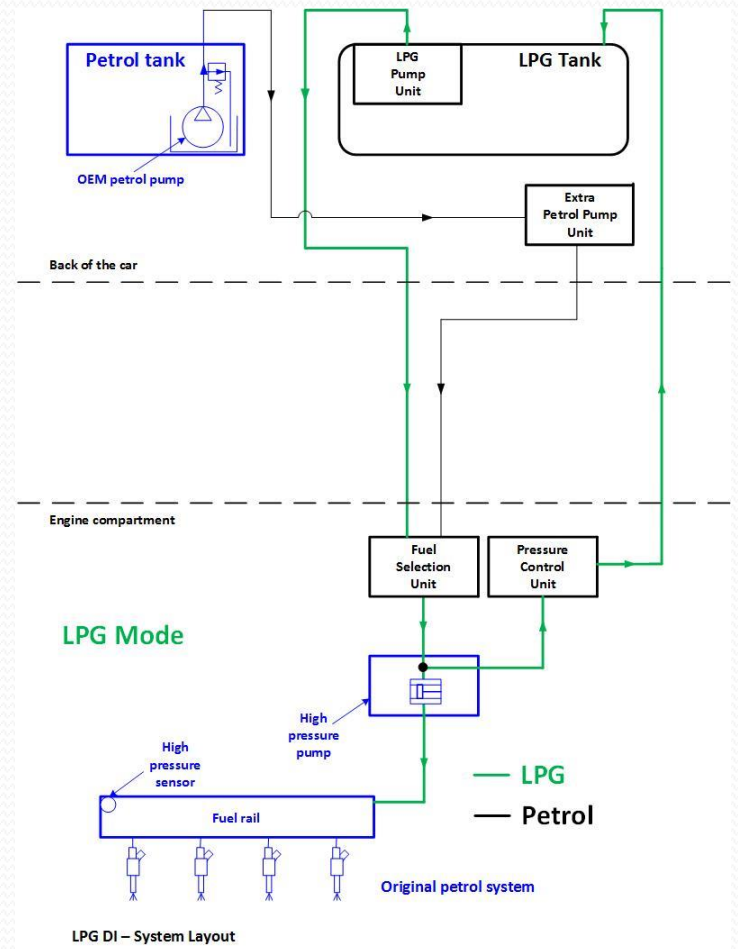 Petrol tank
LPG
Pump
Unit
LPG Tank
OEM petrol pump
Extra
Petrol Pump
Unit
Back of the car
Engine compartment
Fuel
Selection
Unit
Pressure
Control
Unit
LPG Mode
High
pressure
pump
High
pressure
sensor
LPG
Fuel rail
Petrol
Original petrol system
LPG DI – System Layout